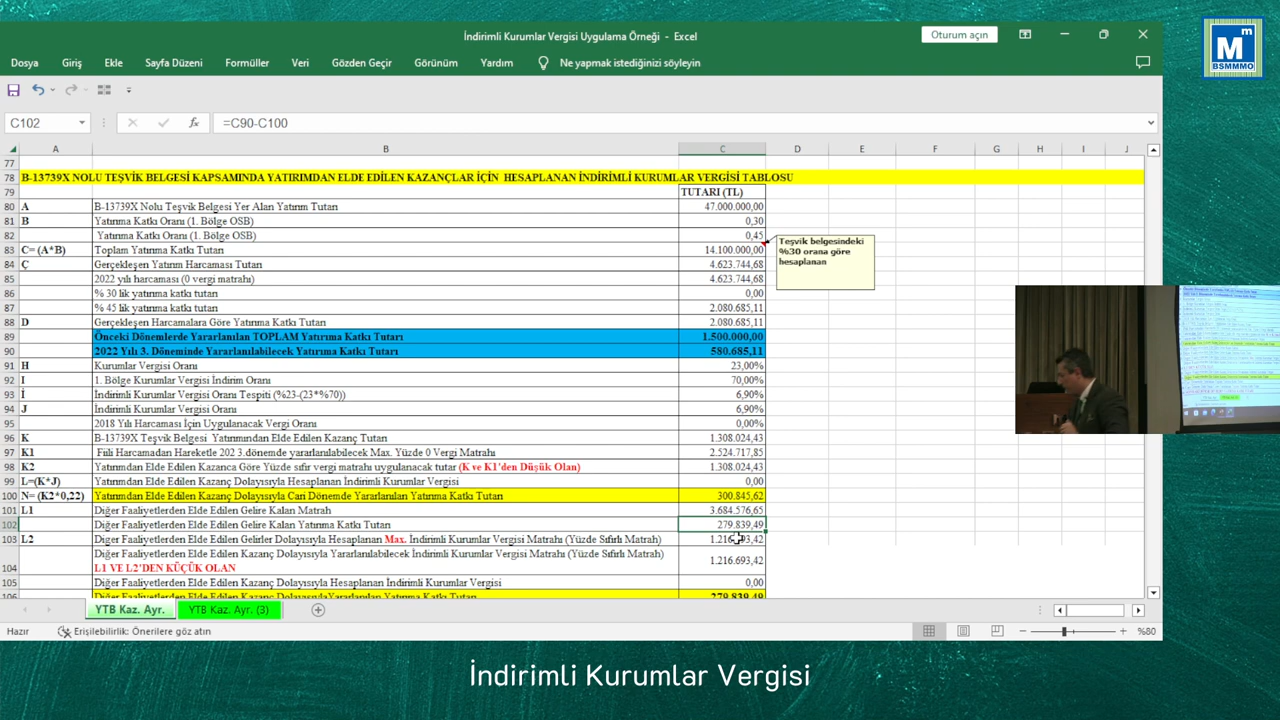 İndirimli Kurumlar Vergisi Uygulama Örneği - Excel
Oturum açın
M m
BSMMMO
Dosya Giriş Ekle Sayfa Düzeni Formüller Veri Gözden Geçir Görünüm Yardım Ne yapmak istediğinizi söyleyin
C102 fx =C90-C100
A B C D E F G H I J
77
78 B-13739X NOLU TEŞVİK BELGESİ KAPSAMINDA YATIRIMDAN ELDE EDİLEN KAZANÇLAR İÇİN HESAPLANAN İNDİRİMLİ KURUMLAR VERGİSİ TABLOSU
79 TUTARI (TL)
80 A B-13739X Nolu Teşvik Belgesi Yer Alan Yatırım Tutarı 47.000.000,00
81 B Yatırıma Katkı Oranı (1. Bölge OSB) 0,30
82 Yatırıma Katkı Oranı (1. Bölge OSB) 0,45
83 C= (A*B) Toplam Yatırıma Katkı Tutarı 14.100.000,00
Teşvik belgesindeki
%30 orana göre
hesaplanan
84 Ç Gerçekleşen Yatırım Harcaması Tutarı 4.623.744,68
85 2022 yılı harcaması (0 vergi matrahı) 4.623.744,68
86 % 30 lik yatırıma katkı tutarı 0,00
87 % 45 lik yatırıma katkı tutarı 2.080.685,11
88 D Gerçekleşen Harcamalara Göre Yatırıma Katkı Tutarı 2.080.685,11
89 Önceki Dönemlerde Yararlanılan TOPLAM Yatırıma Katkı Tutarı 1.500.000,00
90 2022 Yılı 3. Döneminde Yararlanılabilecek Yatırıma Katkı Tutarı 580.685,11
91 H Kurumlar Vergisi Oranı 23,00%
92 I 1. Bölge Kurumlar Vergisi İndirim Oranı 70,00%
93 İ İndirimli Kurumlar Vergisi Oranı Tespiti (%23-(23*%70)) 6,90%
94 J İndirimli Kurumlar Vergisi Oranı 6,90%
95 2018 Yılı Harcaması İçin Uygulanacak Vergi Oranı 0,00%
96 K B-13739X Teşvik Belgesi Yatırımından Elde Edilen Kazanç Tutarı 1.308.024,43
97 K1 Fiili Harcamadan Hareketle 202 3.dönemde yararlanılabilecek Max. Yüzde 0 Vergi Matrahı 2.524.717,85
98 K2 Yatırımdan Elde Edilen Kazanca Göre Yüzde sıfır vergi matrahı uygulanacak tutar (K ve K1'den Düşük Olan) 1.308.024,43
99 L=(K*J) Yatırımdan Elde Edilen Kazanç Dolayısıyla Hesaplanan İndirimli Kurumlar Vergisi 0,00
100 N= (K2*0,22) Yatırımdan Elde Edilen Kazanç Dolayısıyla Cari Dönemde Yararlanılan Yatırıma Katkı Tutarı 300.845,62
101 L1 Diğer Faaliyetlerden Elde Edilen Gelire Kalan Matrah 3.684.576,65
102 Diğer Faaliyetlerden Elde Edilen Gelire Kalan Yatırıma Katkı Tutarı 279.839,49
103 L2 Diğer Faaliyetlerden Elde Edilen Gelirler Dolayısıyla Hesaplanan Max. İndirimli Kurumlar Vergisi Matrahı (Yüzde Sıfırlı Matrah)
Diğer Faaliyetlerden Elde Edilen Kazanç Dolayısıyla Yararlanılabilecek İndirimli Kurumlar Vergisi Matrahı (Yüzde Sıfırlı Matrah)
104 L1 VE L2'DEN KÜÇÜK OLAN 1.216.693,42
105 Diğer Faaliyetlerden Elde Edilen Kazanç Dolayısıyla Hesaplanan İndirimli Kurumlar Vergisi 0,00
106 Diğer Faaliyetlerden Elde Edilen Kazanç Dolayısıyla Yararlanılan Yatırıma Katkı Tutarı 279.839,49
YTB Kaz. Ayr. YTB Kaz. Ayr. (3)
Hazır Erişilebilirlik: Önerilere göz atın %80
İndirimli Kurumlar Vergisi